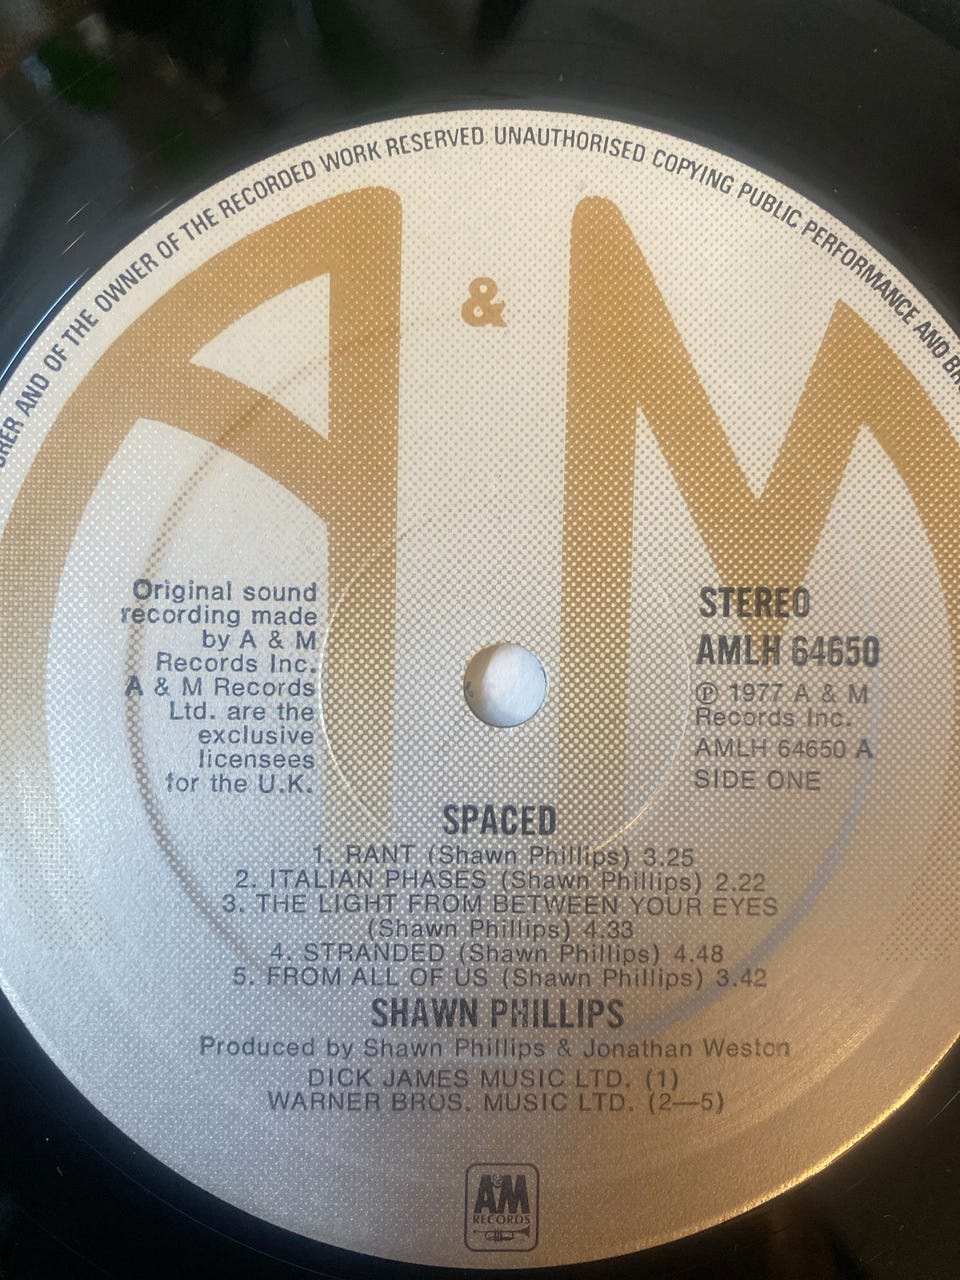 URER AND OF THE OWNER OF THE RECORDED WORK RESERVED. UNAUTHORISED COPYING PUBLIC PERFORMANCE AND
A & M
Original sound
recording made
by A & M
Records Inc.
A & M Records
Ltd. are the
exclusive
licensees
for the U.K.
STEREO
AMLH 64650
℗ 1977 A & M
Records Inc.
AMLH 64650 A
SIDE ONE
SPACED
1. RANT (Shawn Phillips) 3.25
2. ITALIAN PHASES (Shawn Phillips) 2.22
3. THE LIGHT FROM BETWEEN YOUR EYES
(Shawn Phillips) 4.33
4. STRANDED (Shawn Phillips) 4.48
5. FROM ALL OF US (Shawn Phillips) 3.42
SHAWN PHILLIPS
Produced by Shawn Phillips & Jonathan Weston
DICK JAMES MUSIC LTD. (1)
WARNER BROS. MUSIC LTD. (2—5)
A&M
RECORDS